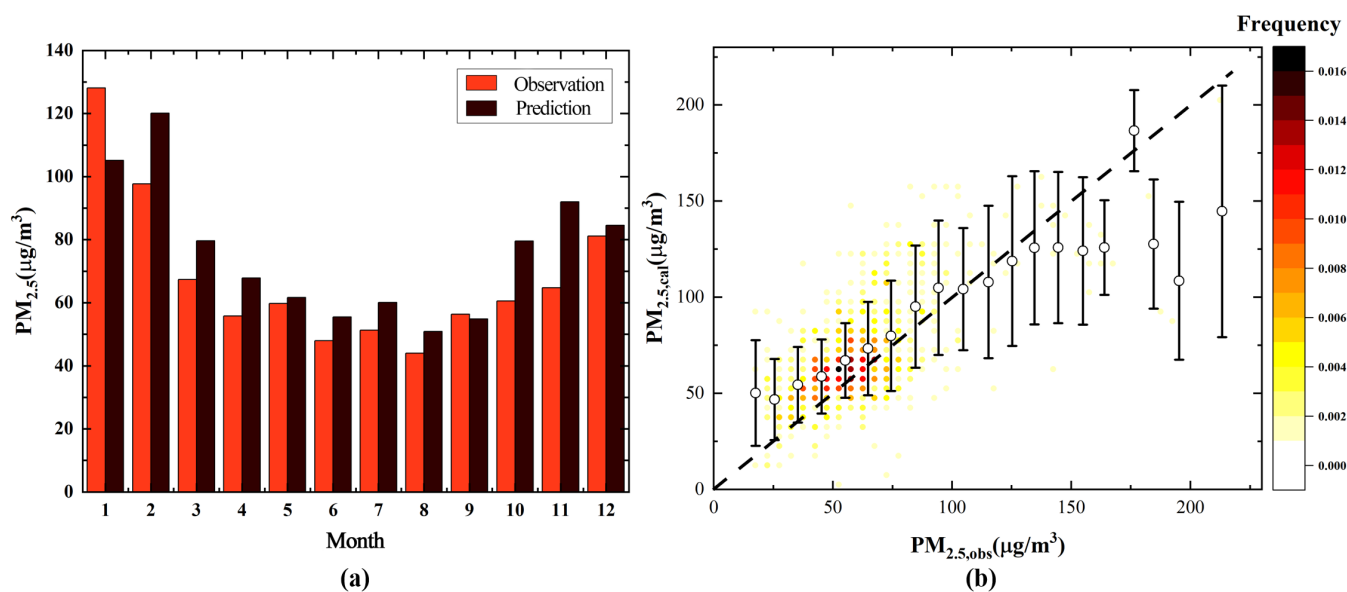 140
120
100
80
60
40
20
0
PM2.5(μg/m3)
Observation
Prediction
1 2 3 4 5 6 7 8 9 10 11 12
Month
(a)
Frequency
200
150
100
50
0
PM2.5,cal(μg/m3)
0 50 100 150 200
PM2.5,obs(μg/m3)
(b)
0.016
0.014
0.012
0.010
0.008
0.006
0.004
0.002
0.000